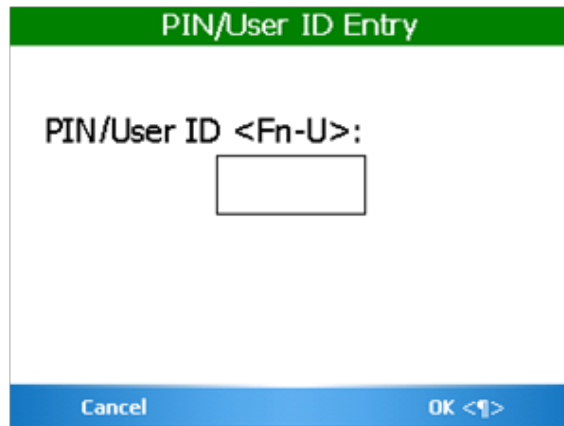 PIN/User ID Entry
PIN/User ID <Fn-U>:
Cancel OK <¶>